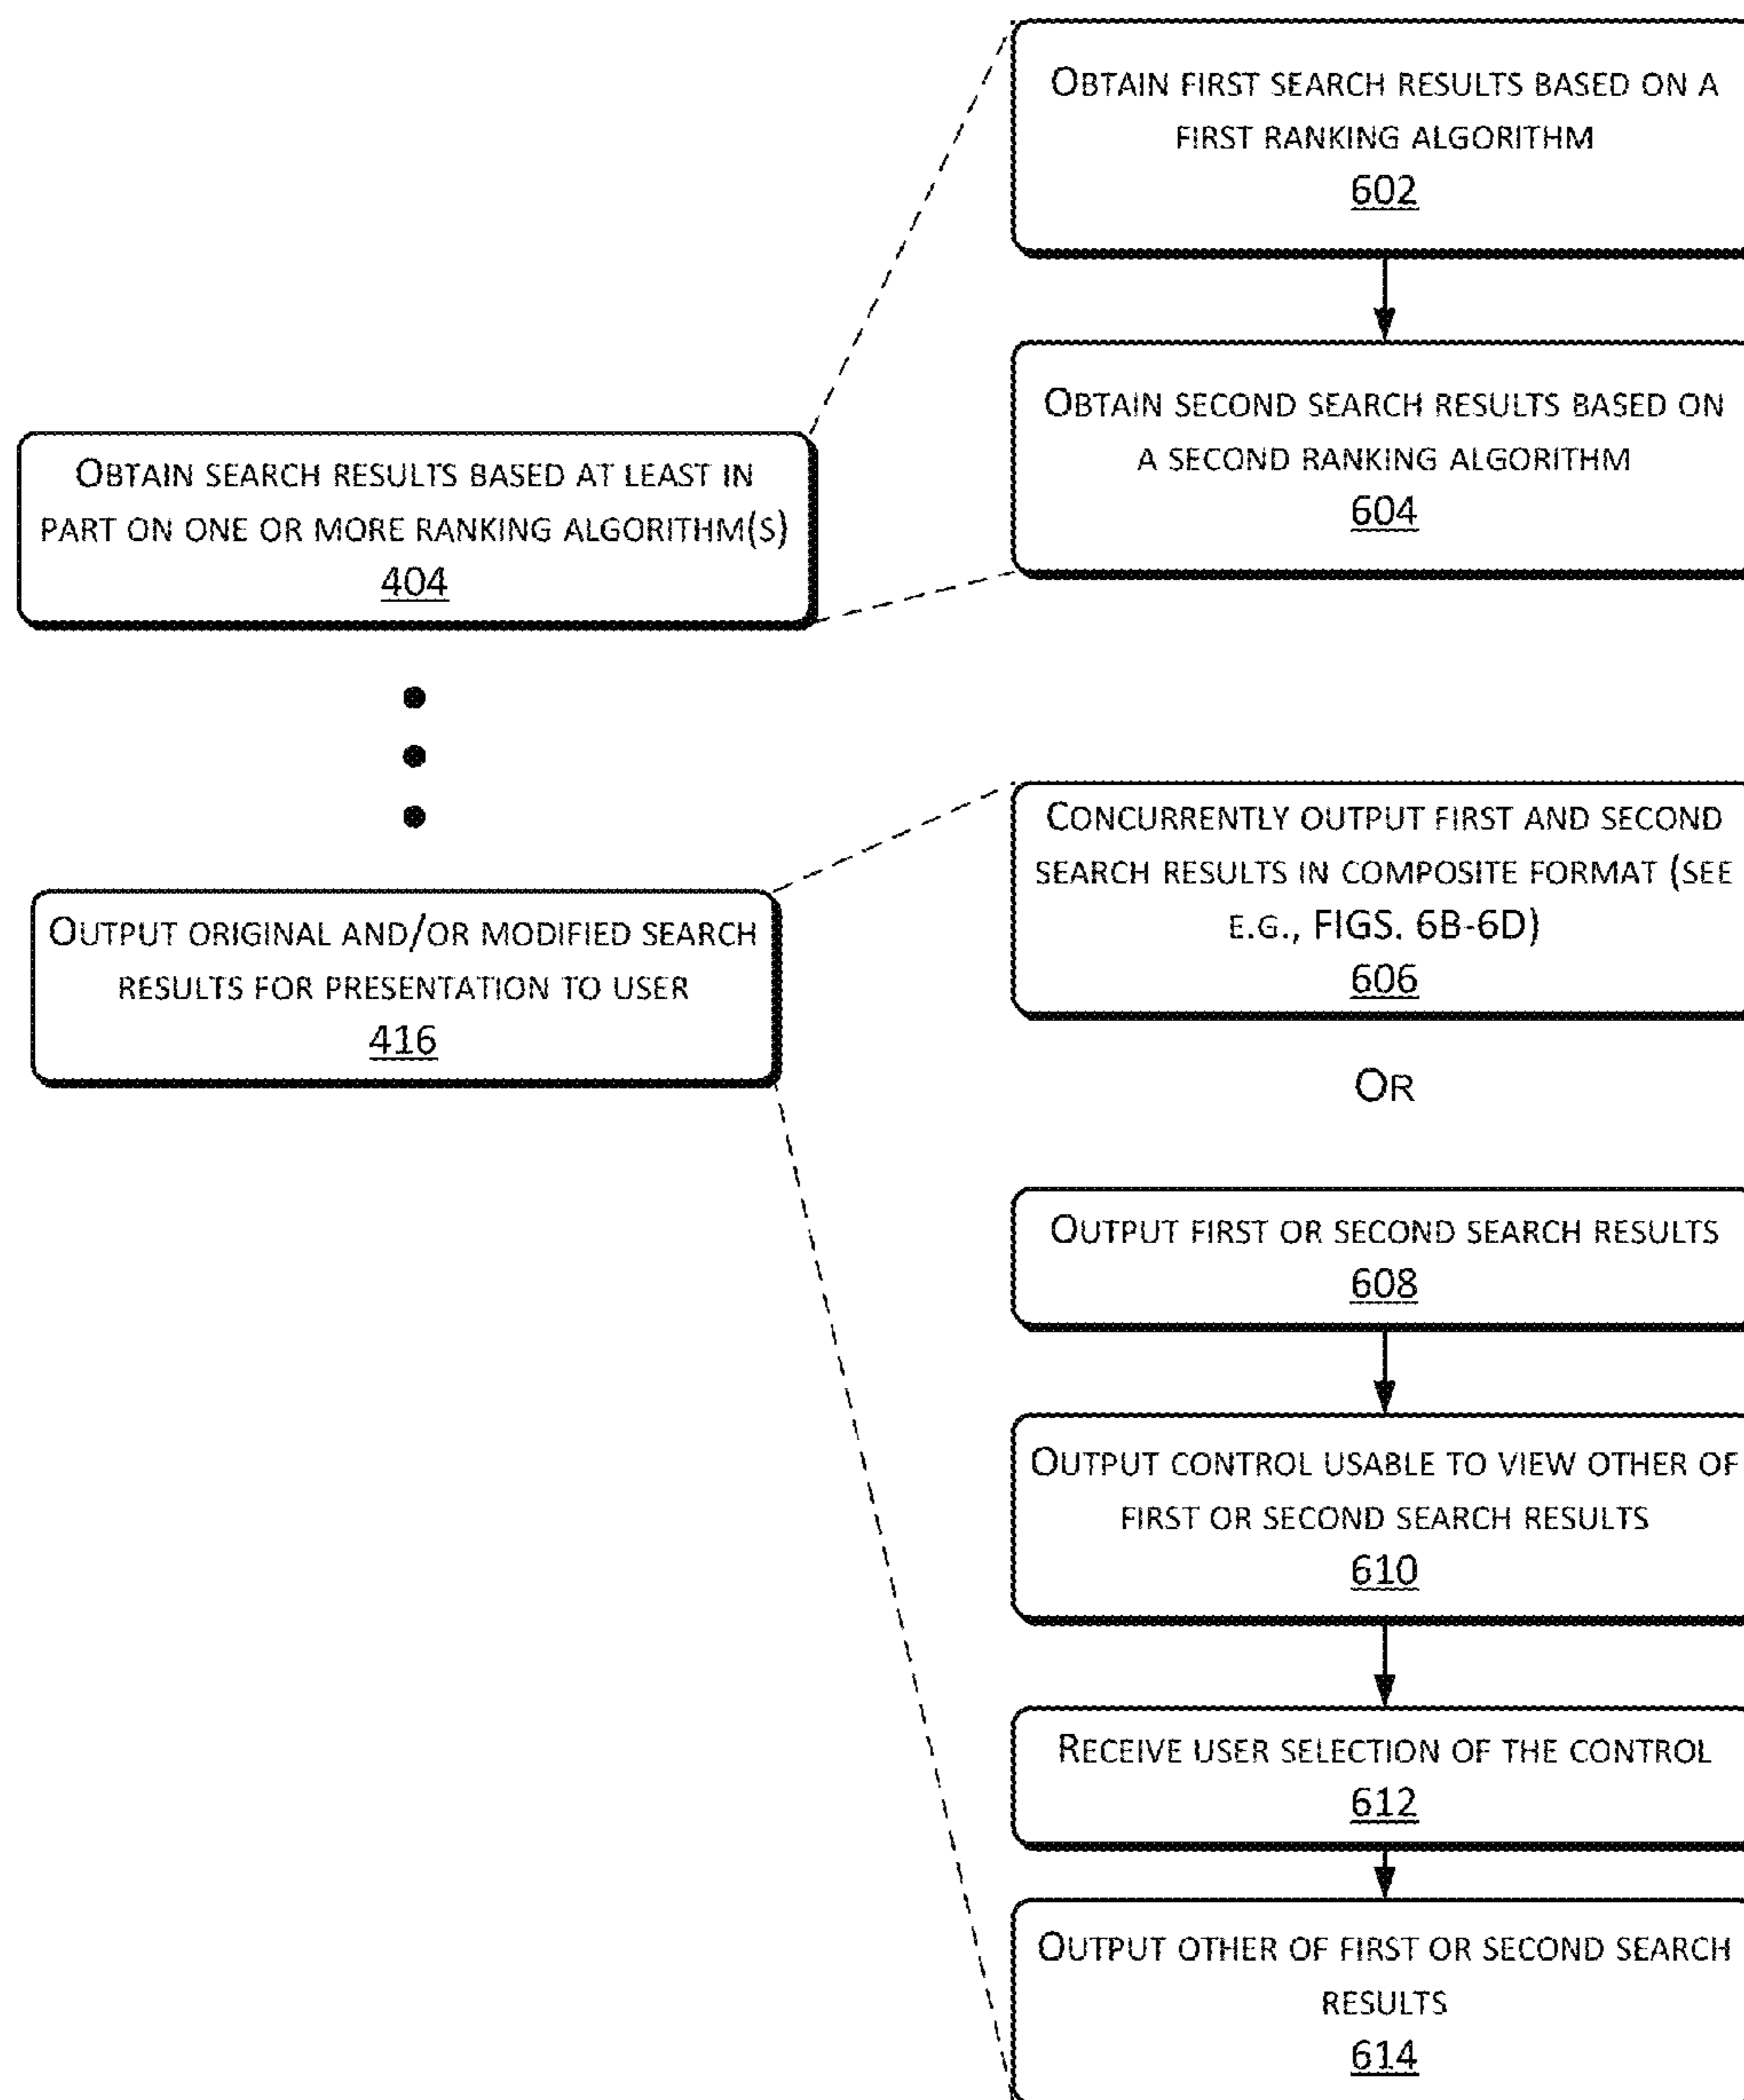 OBTAIN FIRST SEARCH RESULTS BASED ON A
FIRST RANKING ALGORITHM
602
OBTAIN SECOND SEARCH RESULTS BASED ON
A SECOND RANKING ALGORITHM
604
OBTAIN SEARCH RESULTS BASED AT LEAST IN
PART ON ONE OR MORE RANKING ALGORITHM(S)
404
CONCURRENTLY OUTPUT FIRST AND SECOND
SEARCH RESULTS IN COMPOSITE FORMAT (SEE
E.G., FIGS. 6B-6D)
606
OUTPUT ORIGINAL AND/OR MODIFIED SEARCH
RESULTS FOR PRESENTATION TO USER
416
OR
OUTPUT FIRST OR SECOND SEARCH RESULTS
608
OUTPUT CONTROL USABLE TO VIEW OTHER OF
FIRST OR SECOND SEARCH RESULTS
610
RECEIVE USER SELECTION OF THE CONTROL
612
OUTPUT OTHER OF FIRST OR SECOND SEARCH
RESULTS
614